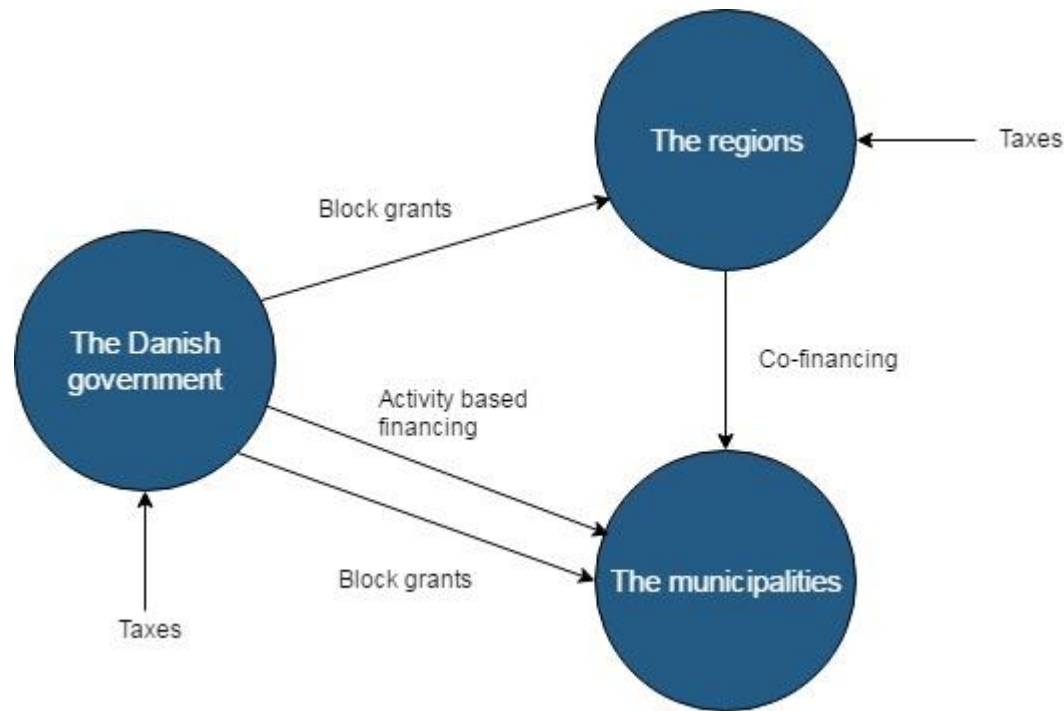 The regions
Taxes
Block grants
The Danish
government
Co-financing
Activity based
financing
The municipalities
Block grants
Taxes